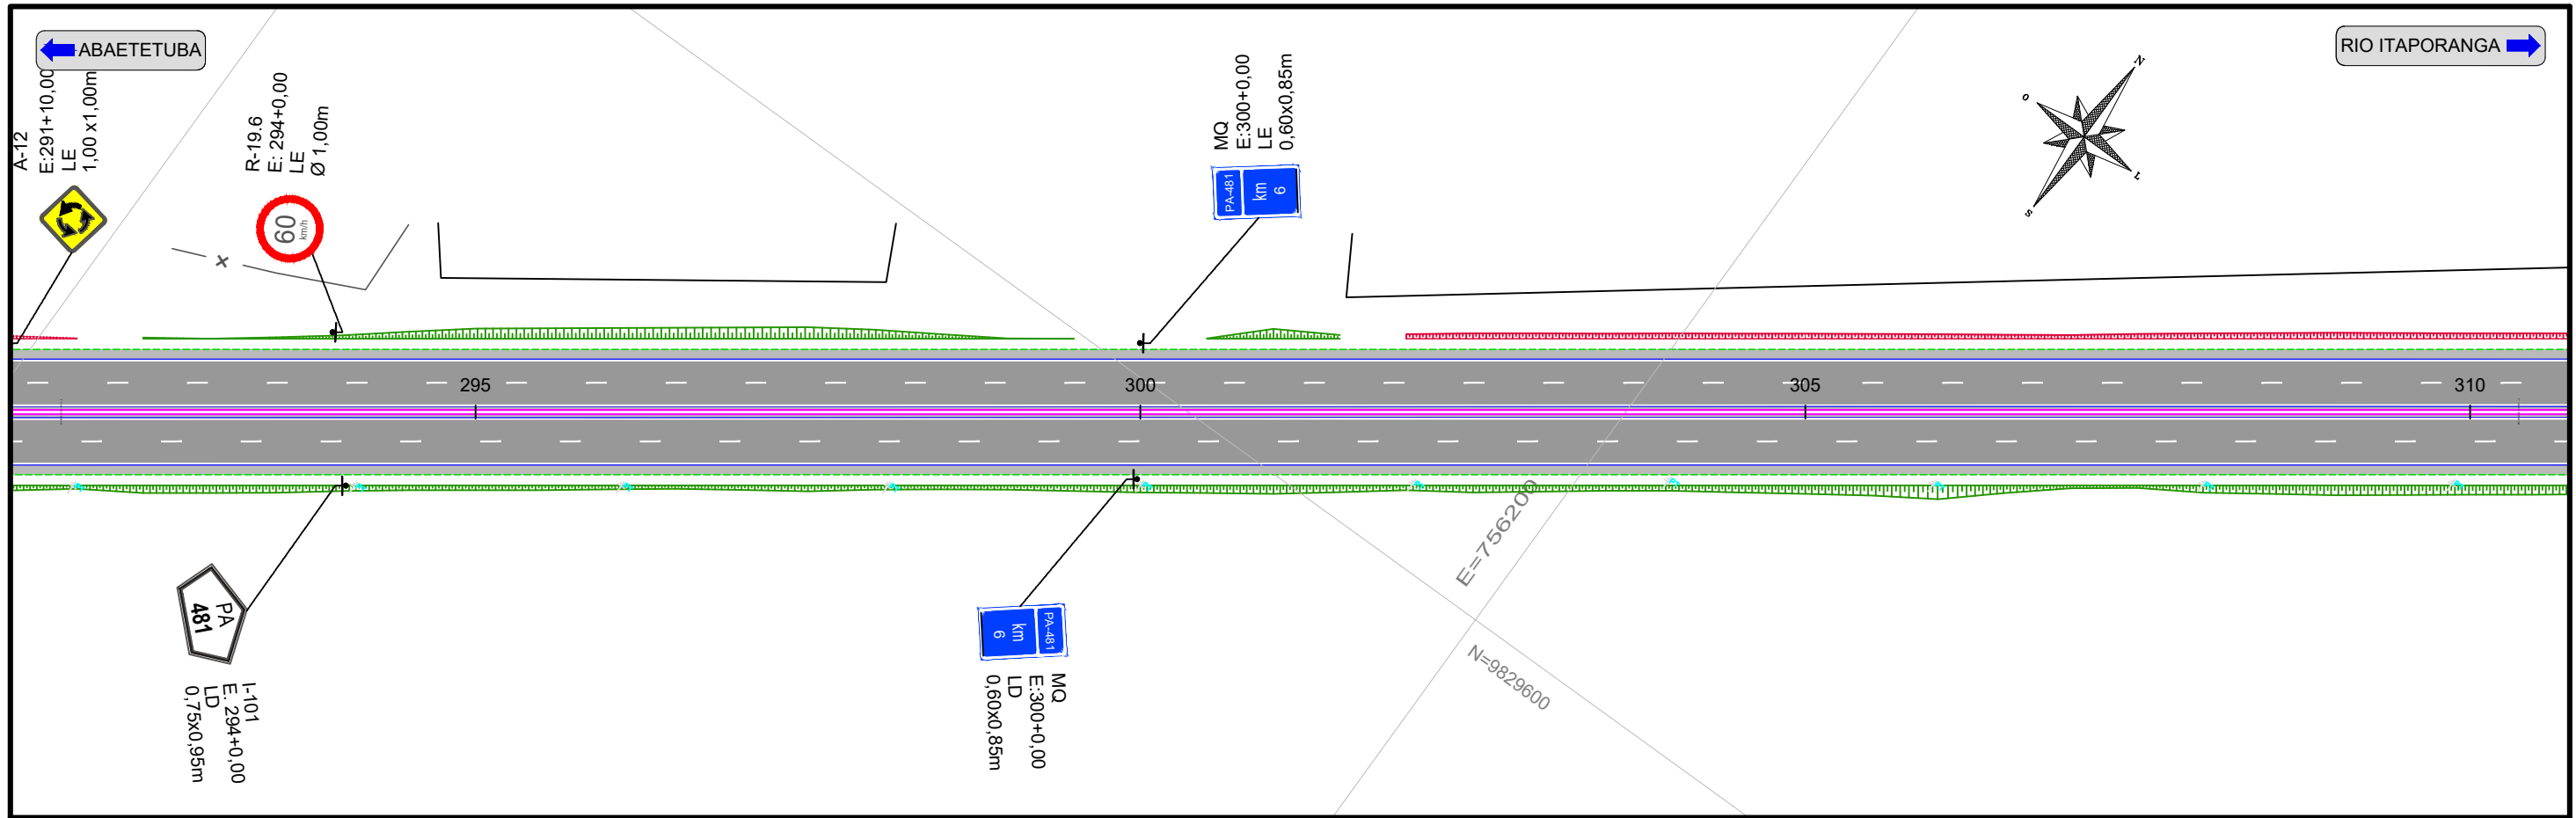 ABAETETUBA
RIO ITAPORANGA
A-12
E:291+10,00
LE
1,00 x1,00m
R-19.6
E: 294+0,00
LE
Ø 1,00m
60
km/h
MQ
E:300+0,00
LE
0,60x0,85m
PA-481
km
6
N
O
L
S
295
300
305
310
PA
481
I-101
E. 294+0,00
LD
0,75x0,95m
PA-481
km
6
MQ
E:300+0,00
LD
0,60x0,85m
E=756200
N=9829600